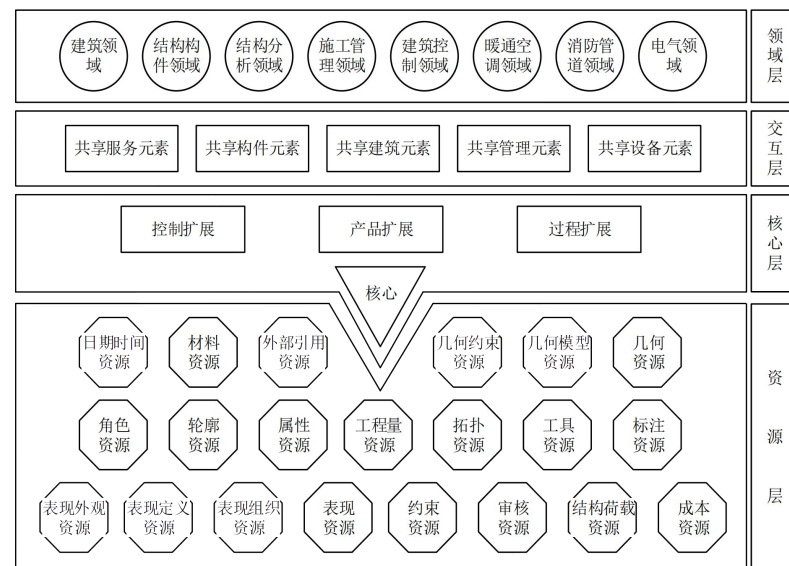 建筑领域
结构构件领域
结构分析领域
施工管理领域
建筑控制领域
暖通空调领域
消防管道领域
电气领域
领域层
共享服务元素
共享构件元素
共享建筑元素
共享管理元素
共享设备元素
交互层
控制扩展
产品扩展
过程扩展
核心
核心层
日期时间资源
材料资源
外部引用资源
几何约束资源
几何模型资源
几何资源
角色资源
轮廓资源
属性资源
工程量资源
拓扑资源
工具资源
标注资源
表现外观资源
表现定义资源
表现组织资源
表现资源
约束资源
审核资源
结构荷载资源
成本资源
资源层